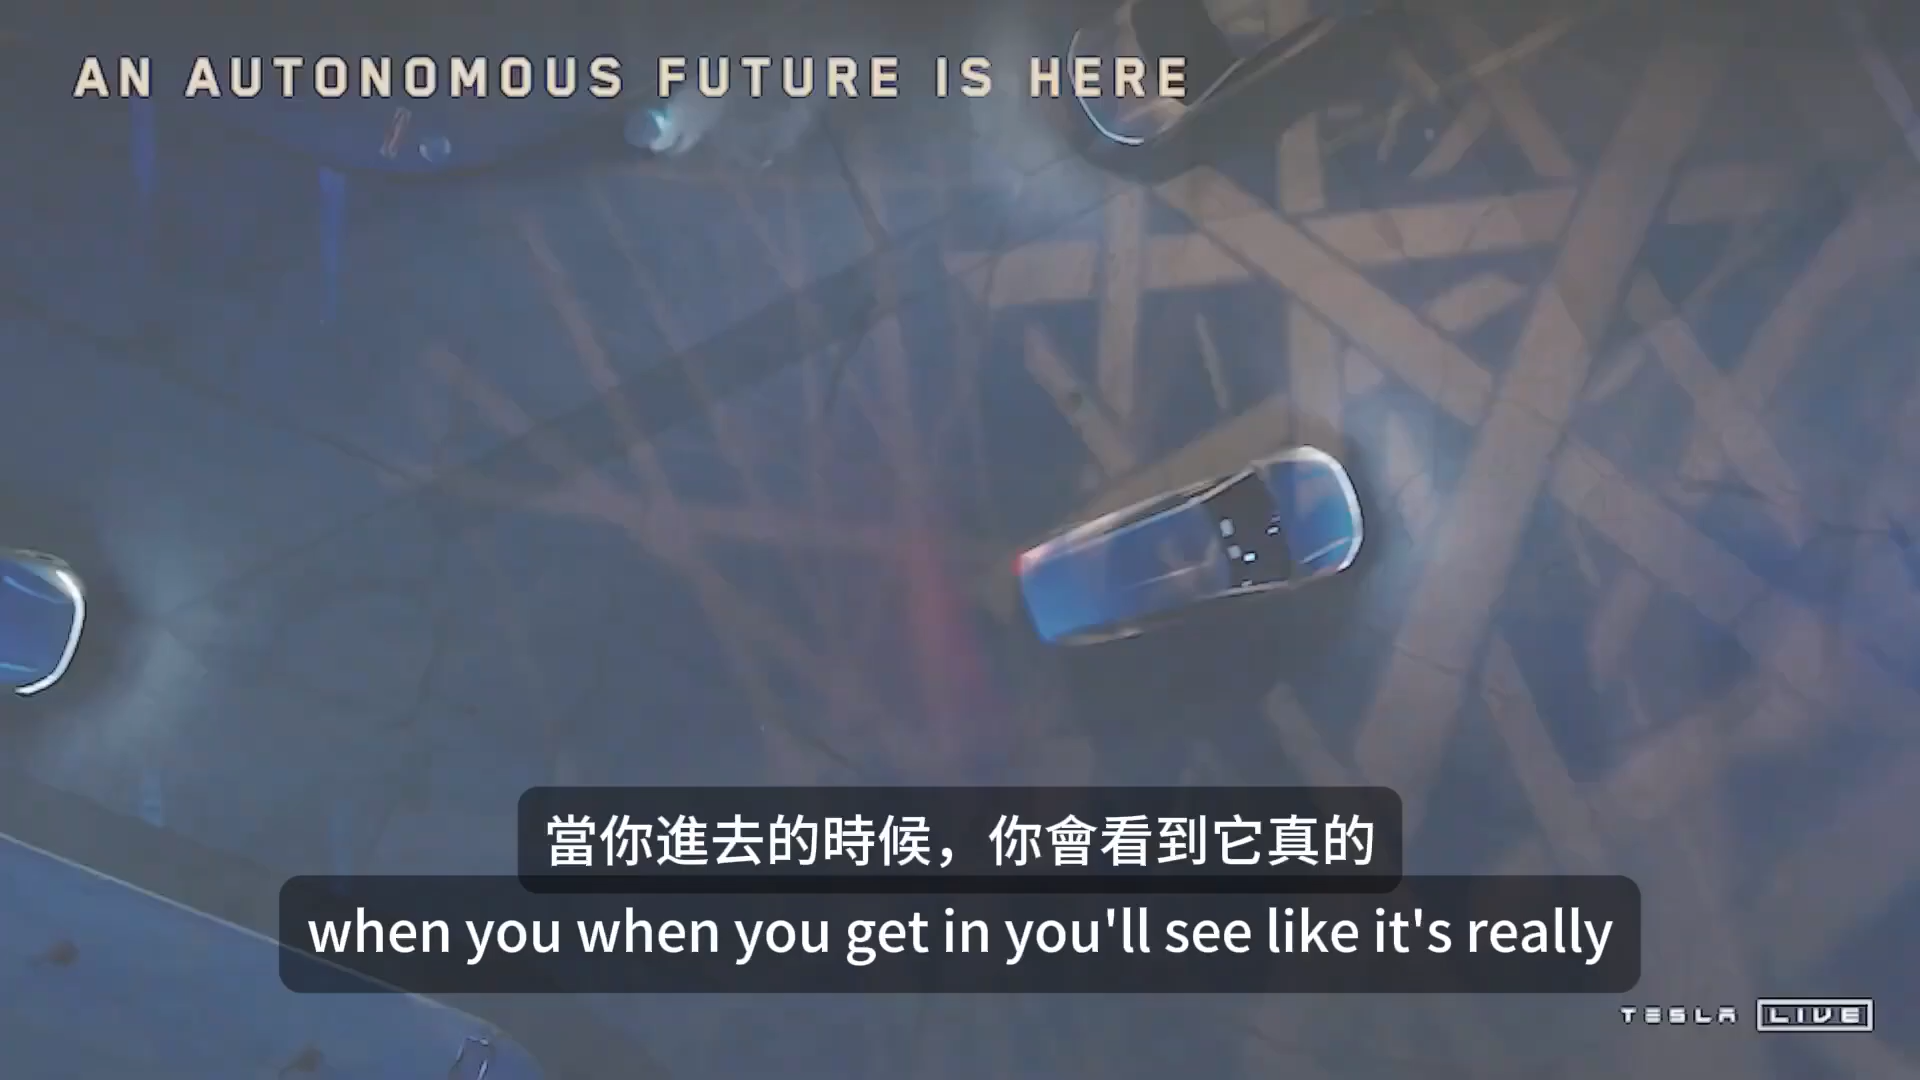 AN AUTONOMOUS FUTURE IS HERE
當你進去的時候，你會看到它真的
when you when you get in you'll see like it's really
TESLA LIVE